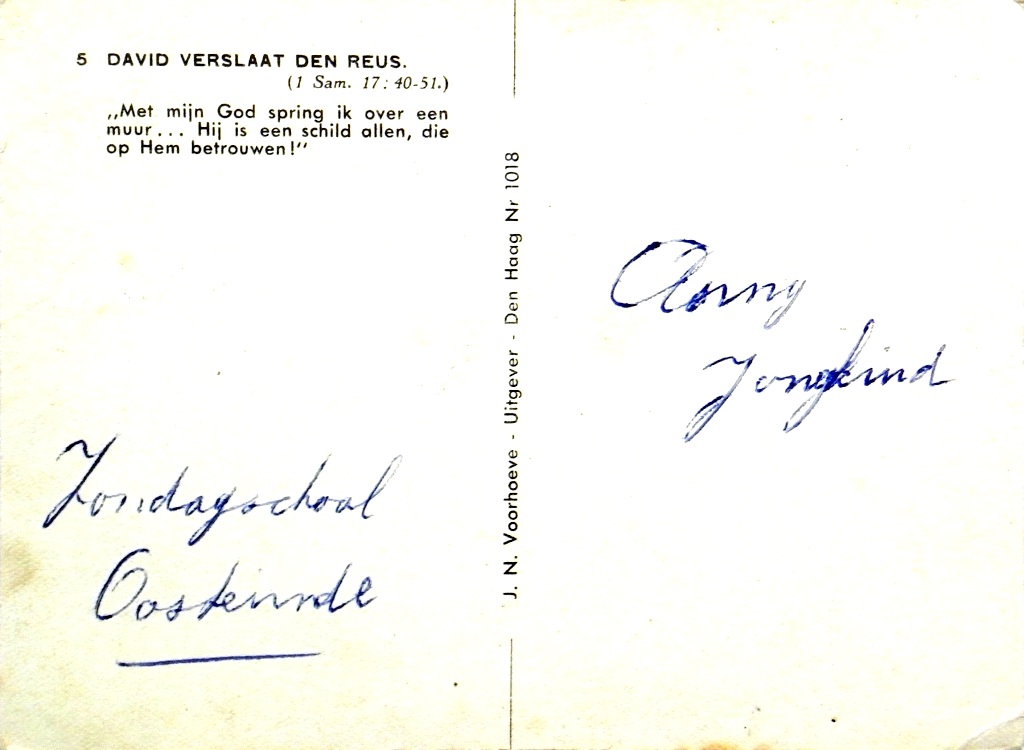 5 DAVID VERSLAAT DEN REUS.
(1 Sam. 17:40-51.)
„Met mijn God spring ik over een
muur... Hij is een schild allen, die
op Hem betrouwen!“
Zondagschool
Oosteinde
J. N. Voorhoeve - Uitgever - Den Haag Nr 1018
Jongkind